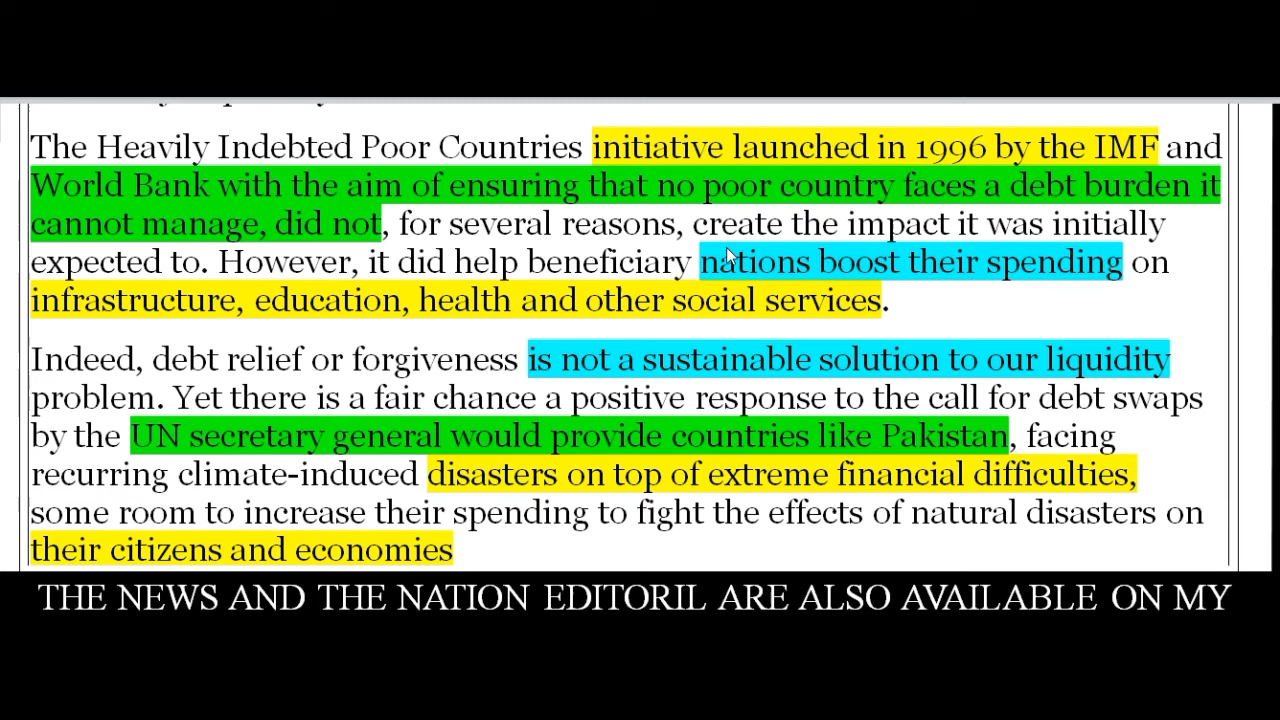 The Heavily Indebted Poor Countries initiative launched in 1996 by the IMF and
World Bank with the aim of ensuring that no poor country faces a debt burden it
cannot manage, did not, for several reasons, create the impact it was initially
expected to. However, it did help beneficiary nations boost their spending on
infrastructure, education, health and other social services.
Indeed, debt relief or forgiveness is not a sustainable solution to our liquidity
problem. Yet there is a fair chance a positive response to the call for debt swaps
by the UN secretary general would provide countries like Pakistan, facing
recurring climate-induced disasters on top of extreme financial difficulties,
some room to increase their spending to fight the effects of natural disasters on
their citizens and economies
THE NEWS AND THE NATION EDITORIL ARE ALSO AVAILABLE ON MY